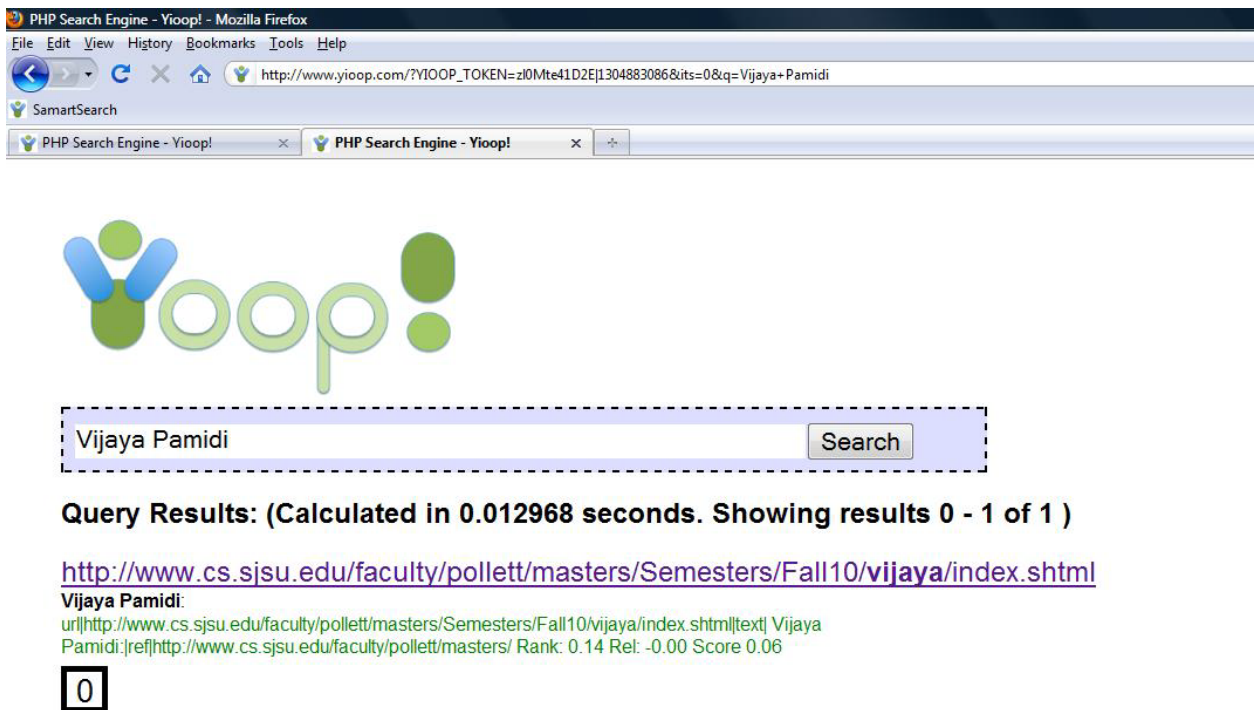 PHP Search Engine - Yioop! - Mozilla Firefox
File Edit View History Bookmarks Tools Help
http://www.yioop.com/?YIOOP_TOKEN=zI0Mte41D2E|1304883086&its=0&q=Vijaya+Pamidi
SamartSearch
PHP Search Engine - Yioop! PHP Search Engine - Yioop!
Yioop!
Vijaya Pamidi Search
Query Results: (Calculated in 0.012968 seconds. Showing results 0 - 1 of 1 )
http://www.cs.sjsu.edu/faculty/pollett/masters/Semesters/Fall10/vijaya/index.shtml
Vijaya Pamidi:
url|http://www.cs.sjsu.edu/faculty/pollett/masters/Semesters/Fall10/vijaya/index.shtml|text| Vijaya
Pamidi:|ref|http://www.cs.sjsu.edu/faculty/pollett/masters/ Rank: 0.14 Rel: -0.00 Score 0.06
0